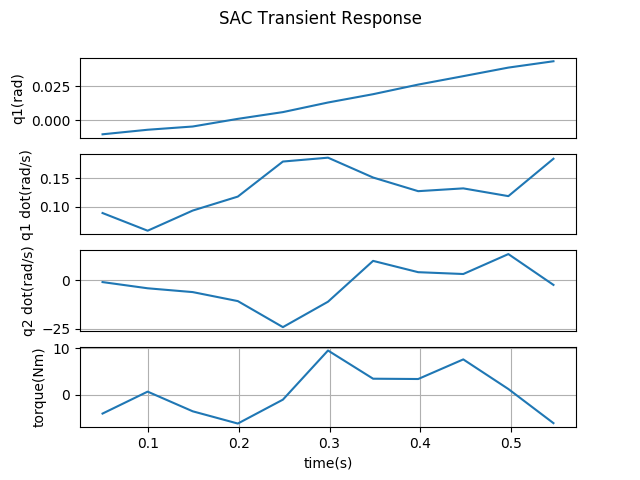 SAC Transient Response
q1(rad)
0.025
0.000
q1 dot(rad/s)
0.15
0.10
q2 dot(rad/s)
0
−25
torque(Nm)
10
0
0.1 0.2 0.3 0.4 0.5
time(s)